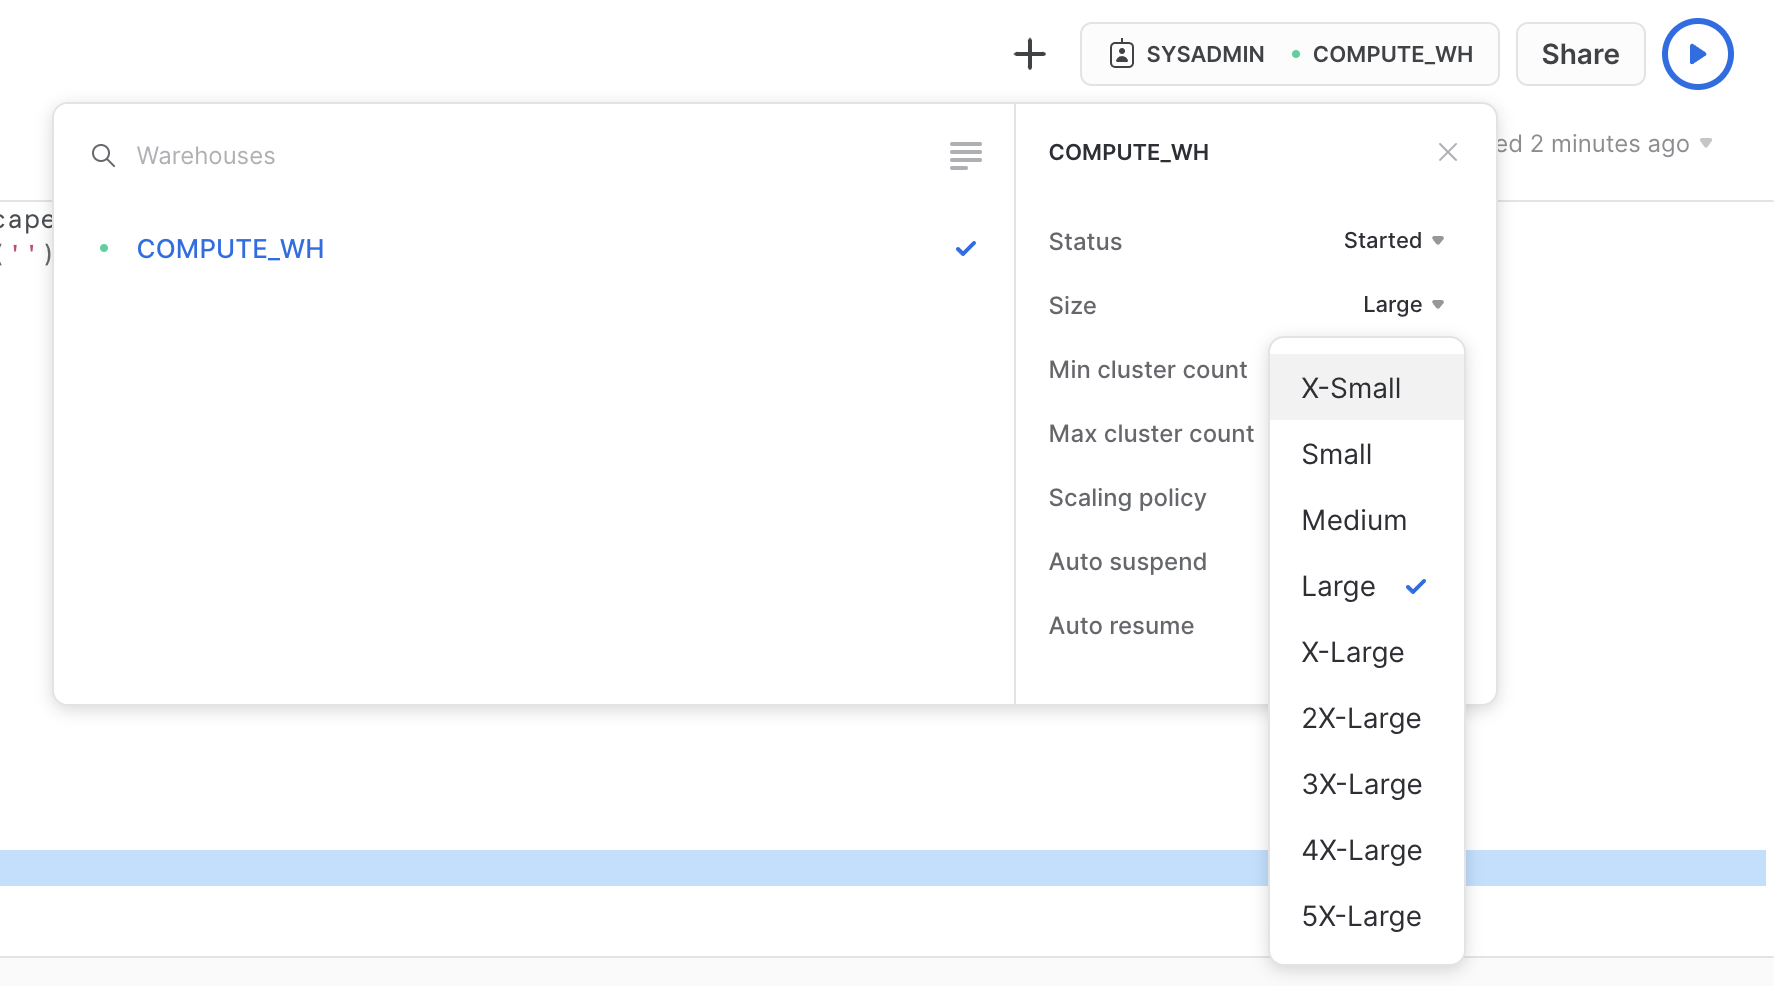 SYSADMIN COMPUTE_WH Share
Warehouses
COMPUTE_WH
ed 2 minutes ago
cape
('')
COMPUTE_WH
Status Started
Size Large
Min cluster count
Max cluster count
Scaling policy
Auto suspend
Auto resume
X-Small
Small
Medium
Large
X-Large
2X-Large
3X-Large
4X-Large
5X-Large